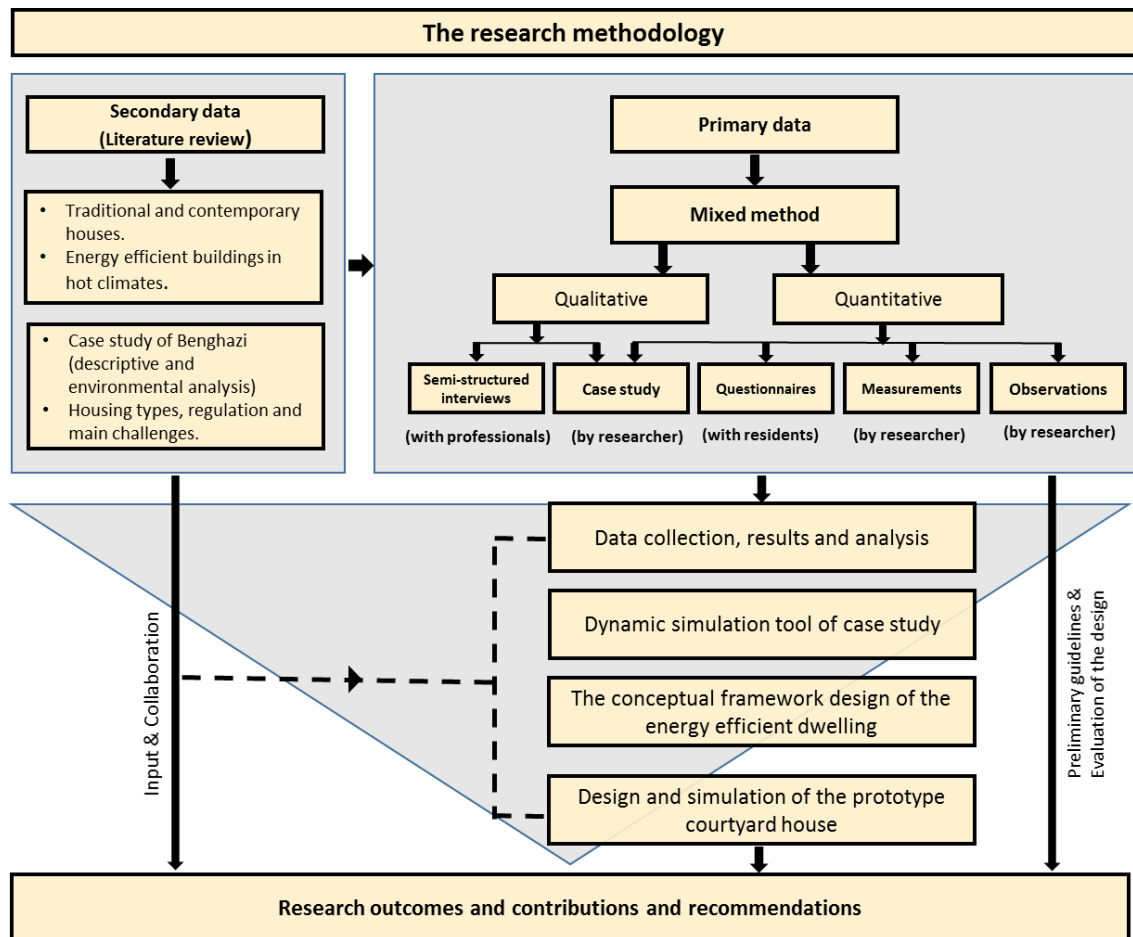 The research methodology
Secondary data
(Literature review)
• Traditional and contemporary
houses.
• Energy efficient buildings in
hot climates.
• Case study of Benghazi
(descriptive and
environmental analysis)
• Housing types, regulation and
main challenges.
Primary data
Mixed method
Qualitative
Quantitative
Semi-structured
interviews
(with professionals)
Case study
(by researcher)
Questionnaires
(with residents)
Measurements
(by researcher)
Observations
(by researcher)
Input & Collaboration
Data collection, results and analysis
Dynamic simulation tool of case study
The conceptual framework design of the
energy efficient dwelling
Design and simulation of the prototype
courtyard house
Preliminary guidelines &
Evaluation of the design
Research outcomes and contributions and recommendations